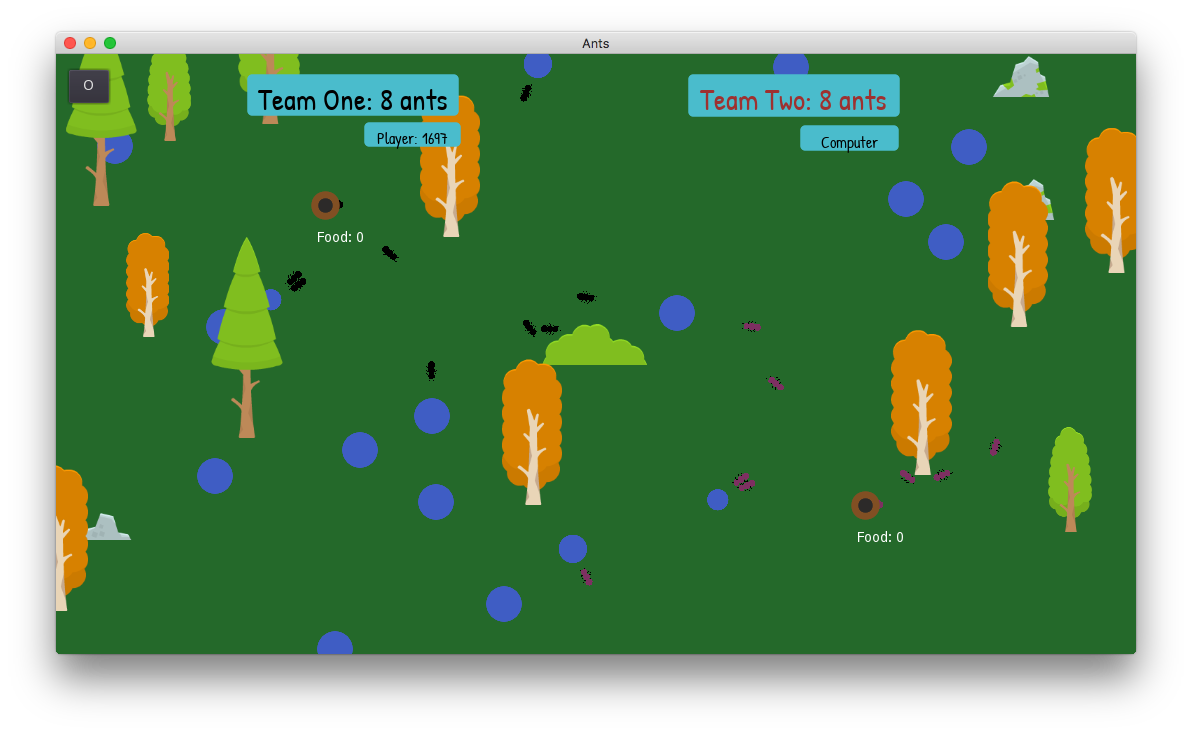 Ants
O
Team One: 8 ants
Team Two: 8 ants
Player: 1697
Computer
Food: 0
Food: 0